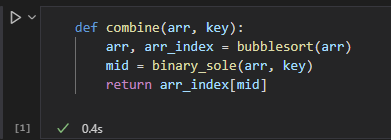 def combine(arr, key):
    arr, arr_index = bubblesort(arr)
    mid = binary_sole(arr, key)
    return arr_index[mid]
[1]
0.4s